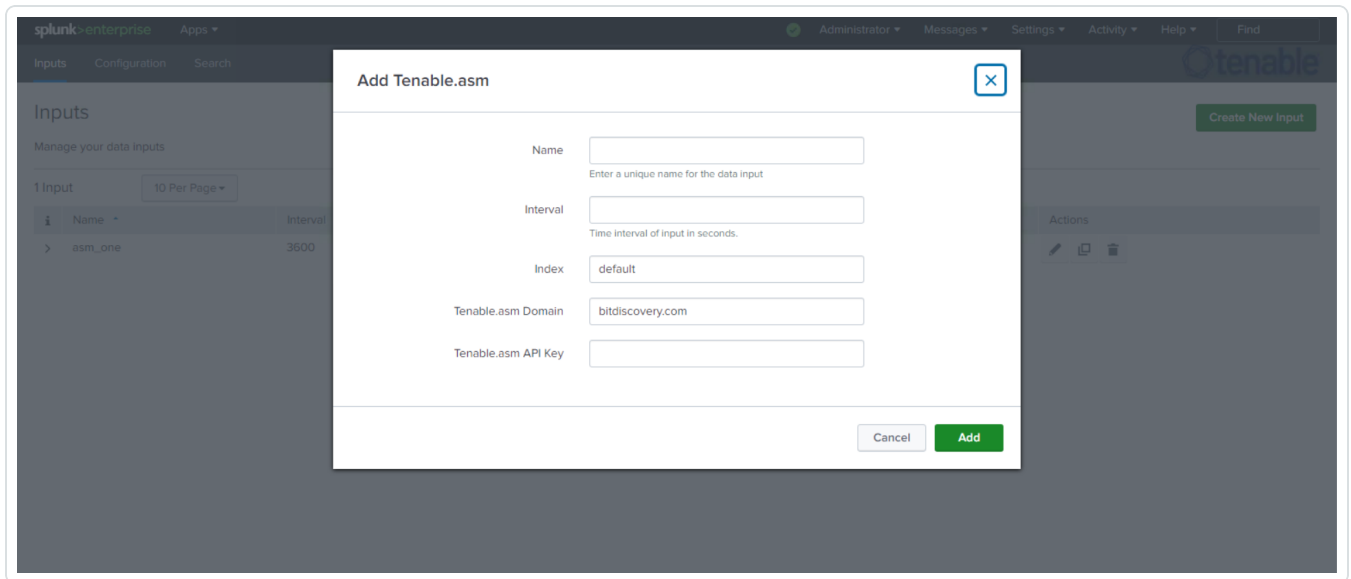 splunk>enterprise Apps Administrator Messages Settings Activity Help Find
Inputs Configuration Search tenable
Inputs
Create New Input
Manage your data inputs
1 Input 10 Per Page
i Name Interval Actions
asm_one 3600
Add Tenable.asm
Name
Enter a unique name for the data input
Interval
Time interval of input in seconds.
Index default
Tenable.asm Domain bitdiscovery.com
Tenable.asm API Key
Cancel Add